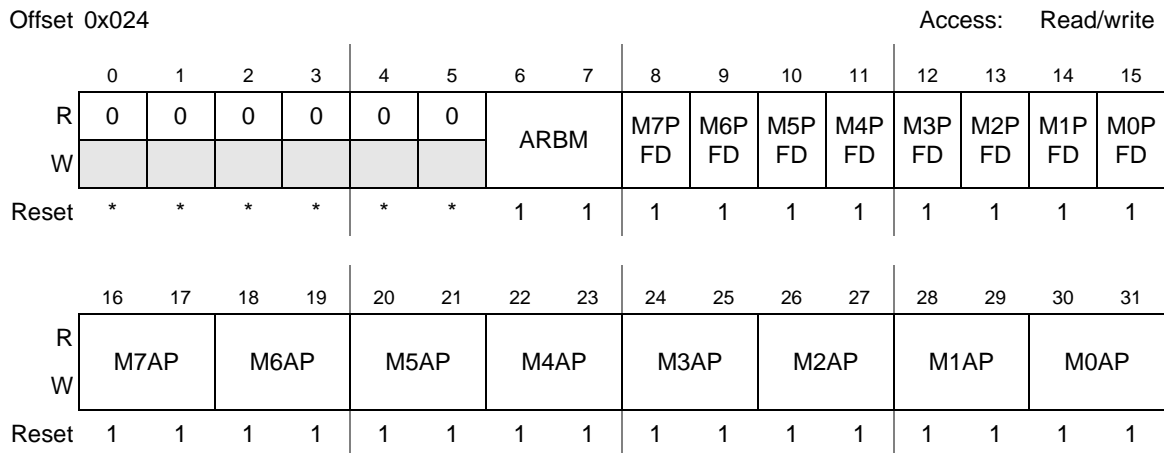 Offset 0x024 Access: Read/write
0 1 2 3 4 5 6 7 8 9 10 11 12 13 14 15
R 0 0 0 0 0 0 ARBM M7P FD M6P FD M5P FD M4P FD M3P FD M2P FD M1P FD M0P FD
W
Reset * * * * * * 1 1 1 1 1 1 1 1 1 1
16 17 18 19 20 21 22 23 24 25 26 27 28 29 30 31
R M7AP M6AP M5AP M4AP M3AP M2AP M1AP M0AP
W
Reset 1 1 1 1 1 1 1 1 1 1 1 1 1 1 1 1